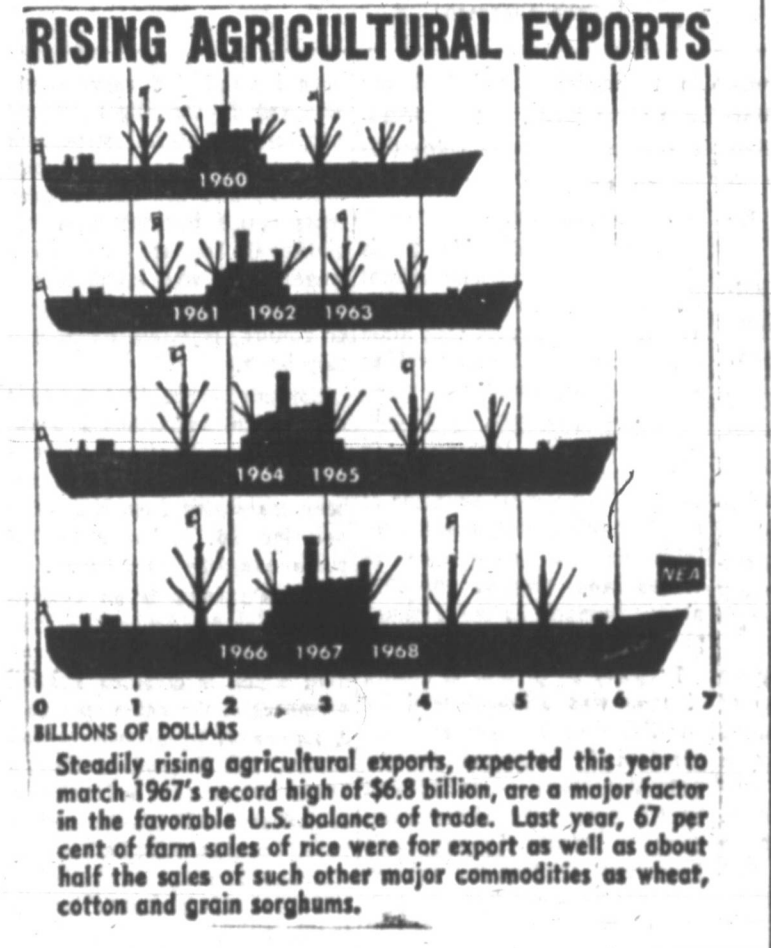 RISING AGRICULTURAL EXPORTS
1960
1961 1962 1963
1964 1965
1966 1967 1968
NEA
0 1 2 3 4 5 6 7
BILLIONS OF DOLLARS
Steadily rising agricultural exports, expected this year to
match 1967's record high of $6.8 billion, are a major factor
in the favorable U.S. balance of trade. Last year, 67 per
cent of farm sales of rice were for export as well as about
half the sales of such other major commodities as wheat,
cotton and grain sorghums.